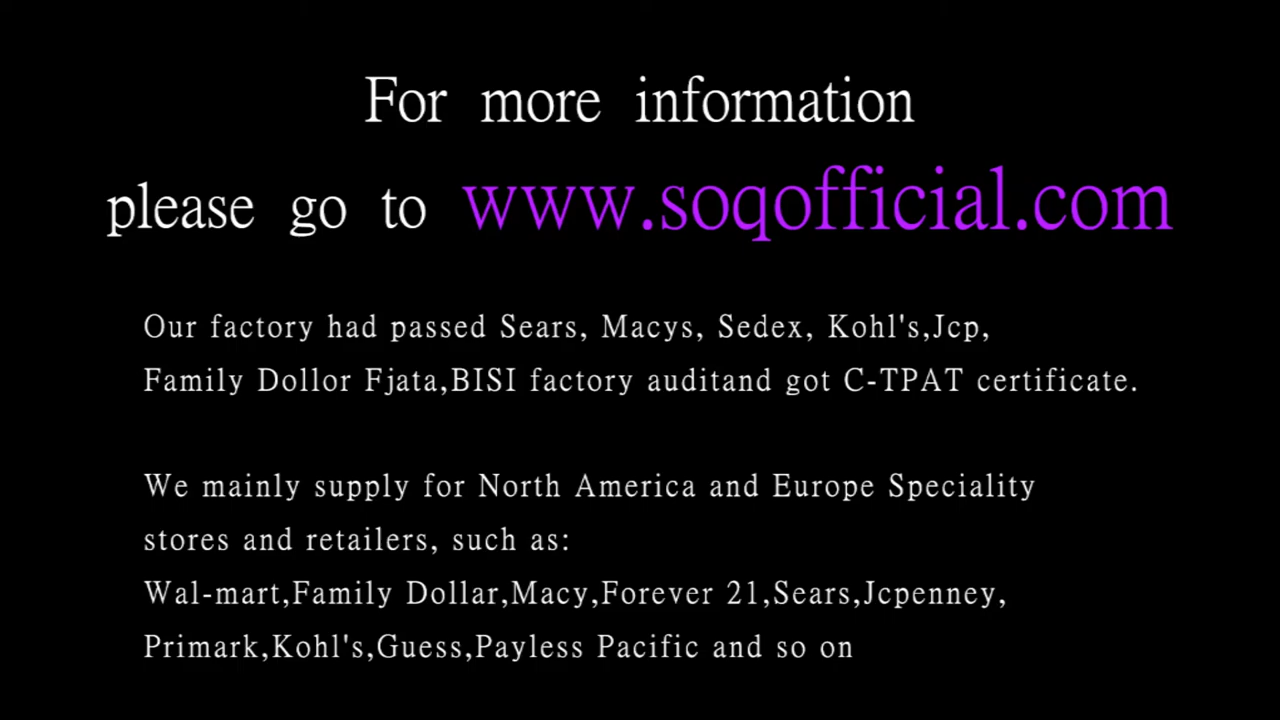 For more information
please go to www.soqofficial.com
Our factory had passed Sears, Macys, Sedex, Kohl's,Jcp,
Family Dollor Fjata,BISI factory auditand got C-TPAT certificate.
We mainly supply for North America and Europe Speciality
stores and retailers, such as:
Wal-mart,Family Dollar,Macy,Forever 21,Sears,Jcpenney,
Primark,Kohl's,Guess,Payless Pacific and so on